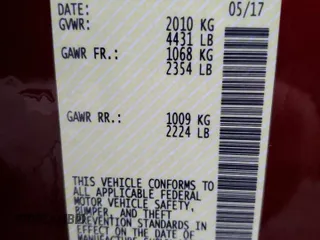 DATE: 05/17
GVWR: 2010 KG
4431 LB
GAWR FR.: 1068 KG
2354 LB
GAWR RR.: 1009 KG
2224 LB
THIS VEHICLE CONFORMS TO
ALL APPLICABLE FEDERAL
MOTOR VEHICLE SAFETY,
BUMPER, AND THEFT
PREVENTION STANDARDS IN
EFFECT ON THE DATE OF